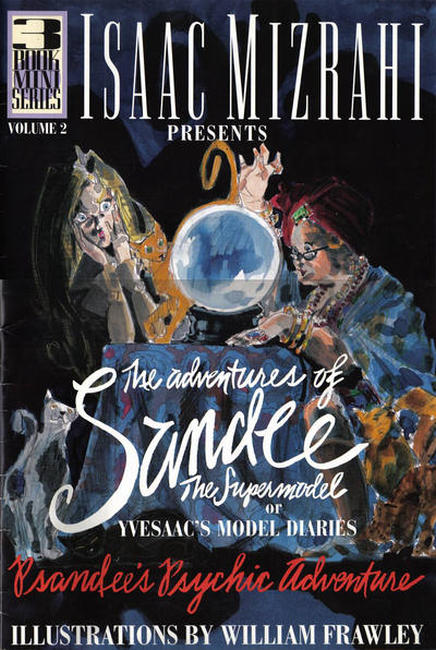 3
BOOK
MINI
SERIES
VOLUME 2
ISAAC MIZRAHI
PRESENTS
The adventures of
Sandee
The Supermodel
or
YVESAAC'S MODEL DIARIES
Psandee's Psychic Adventure
ILLUSTRATIONS BY WILLIAM FRAWLEY